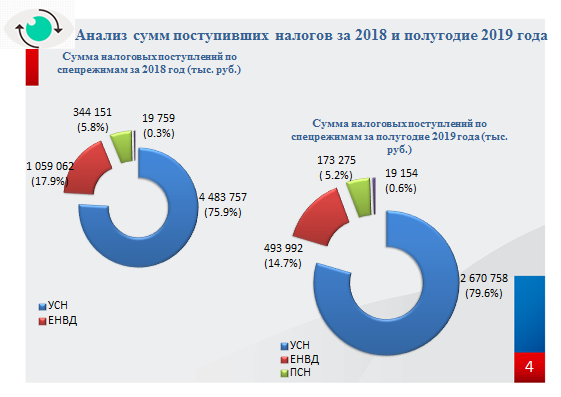 Анализ сумм поступивших налогов за 2018 и полугодие 2019 года
Сумма налоговых поступлений по
спецрежимам за 2018 год (тыс. руб.)
344 151
(5.8%)
19 759
(0.3%)
1 059 062
(17.9%)
4 483 757
(75.9%)
УСН
ЕНВД
Сумма налоговых поступлений по
спецрежимам за полугодие 2019 года (тыс.
руб.)
173 275
(5.2%)
19 154
(0.6%)
493 992
(14.7%)
2 670 758
(79.6%)
УСН
ЕНВД
ПСН
4